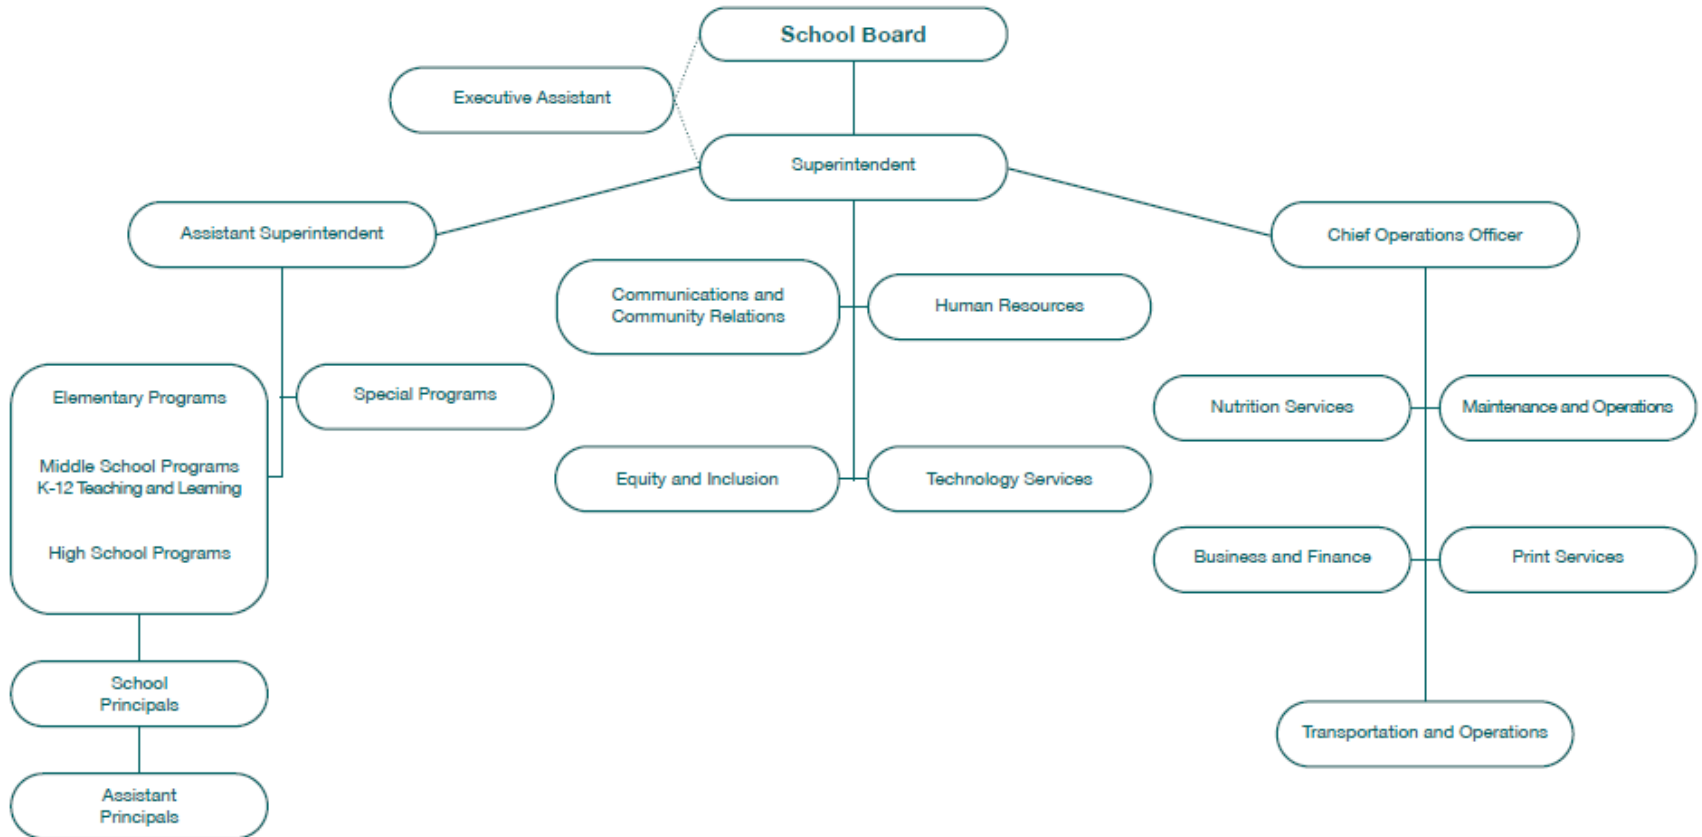 School Board
Executive Assistant
Superintendent
Assistant Superintendent
Chief Operations Officer
Communications and
Community Relations
Human Resources
Elementary Programs
Special Programs
Nutrition Services
Maintenance and Operations
Middle School Programs
K-12 Teaching and Learning
Equity and Inclusion
Technology Services
High School Programs
Business and Finance
Print Services
School
Principals
Transportation and Operations
Assistant
Principals